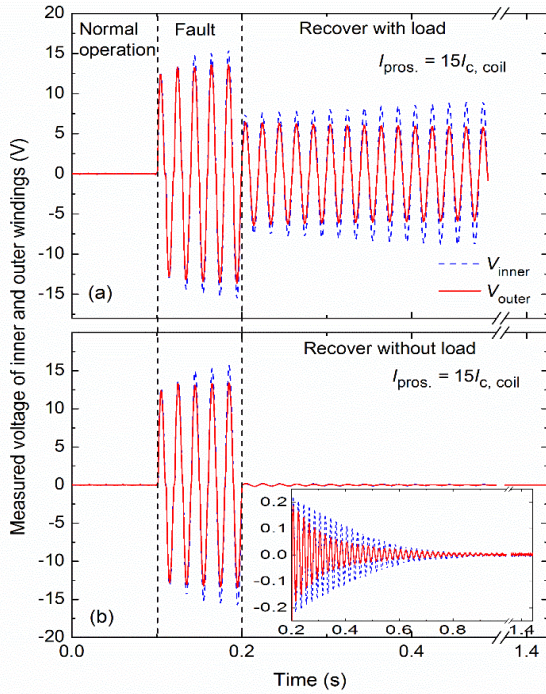 Measured voltage of inner and outer windings (V)
20
15
10
5
0
-5
-10
-15
Normal
operation
Fault
Recover with load
Ipros. = 15Ic, coil
Vinner
Vouter
(a)
15
10
5
0
-5
-10
-15
-20
Recover without load
Ipros. = 15Ic, coil
(b)
0.2
0.1
0.0
-0.1
-0.2
0.2 0.4 0.6 0.8 1.0 1.4
0.0 0.2 0.4 1.4
Time (s)